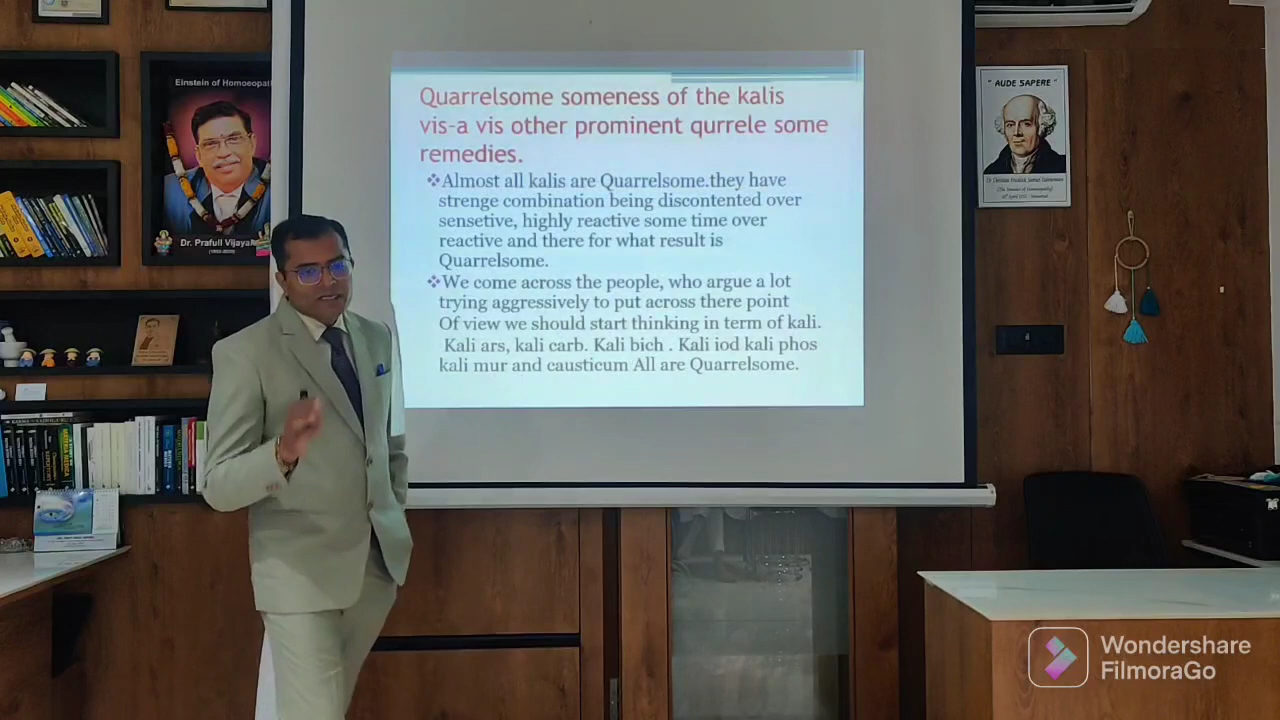 Einstein of Homoeopat
Dr. Prafull Vijaya
Quarrelsome someness of the kalis
vis-a vis other prominent qurrele some
remedies.
❖Almost all kalis are Quarrelsome.they have
strenge combination being discontented over
sensetive, highly reactive some time over
reactive and there for what result is
Quarrelsome.
❖We come across the people, who argue a lot
trying aggressively to put across there point
Of view we should start thinking in term of kali.
Kali ars, kali carb. Kali bich . Kali iod kali phos
kali mur and causticum All are Quarrelsome.
" AUDE SAPERE "
Wondershare
FilmoraGo